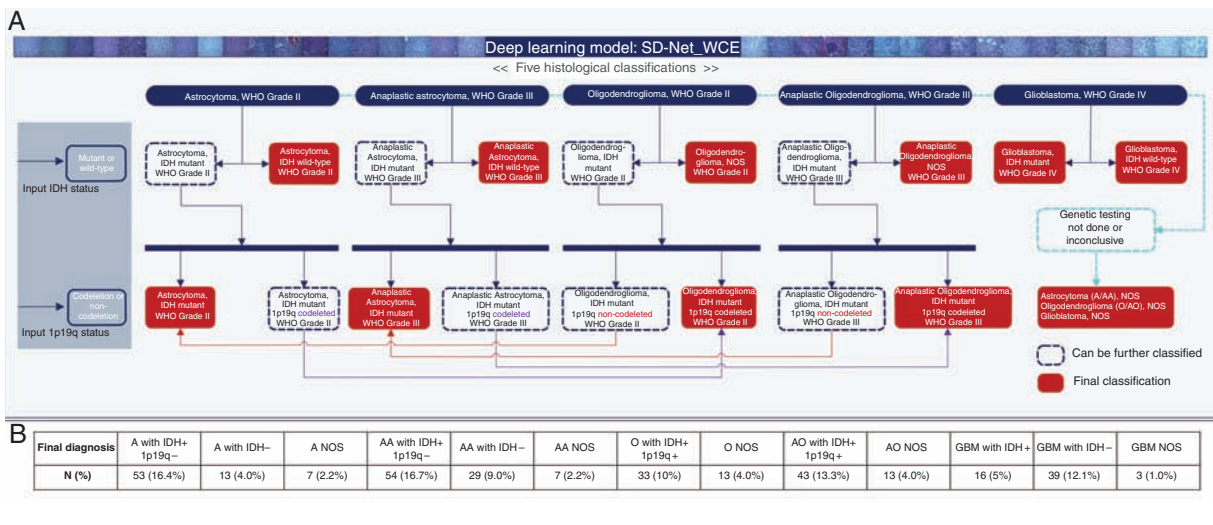 A
Deep learning model: SD-Net_WCE
<< Five histological classifications >>
Astrocytoma, WHO Grade II
Anaplastic astrocytoma, WHO Grade III
Oligodendroglioma, WHO Grade II
Anaplastic Oligodendroglioma, WHO Grade III
Glioblastoma, WHO Grade IV
Mutant or
wild-type
Input IDH status
Astrocytoma,
IDH mutant
WHO Grade II
Astrocytoma,
IDH wild-type
WHO Grade II
Anaplastic
Astrocytoma,
IDH mutant
WHO Grade III
Anaplastic
Astrocytoma,
IDH wild-type
WHO Grade III
Oligodendrog-
lioma, IDH
mutant
WHO Grade II
Oligodendro-
glioma, NOS
WHO Grade II
Anaplastic Oligo-
dendroglioma,
IDH mutant
WHO Grade III
Anaplastic
Oligodendroglioma,
NOS
WHO Grade III
Glioblastoma,
IDH mutant
WHO Grade IV
Glioblastoma,
IDH wild-type
WHO Grade IV
Genetic testing
not done or
inconclusive
Codeletion or
non-
codeletion
Input 1p19q status
Astrocytoma,
IDH mutant
WHO Grade II
Astrocytoma,
IDH mutant
1p19q codeleted
WHO Grade II
Anaplastic
Astrocytoma,
IDH mutant
WHO Grade III
Anaplastic Astrocytoma,
IDH mutant
1p19q codeleted
WHO Grade III
Oligodendroglioma,
IDH mutant
1p19q non-codeleted
WHO Grade II
Oligodendroglioma,
IDH mutant
1p19q codeleted
WHO Grade II
Anaplastic Oligodendro-
glioma, IDH mutant
1p19q non-codeleted
WHO Grade III
Anaplastic Oligodendroglioma,
IDH mutant
1p19q codeleted
WHO Grade III
Astrocytoma (A/AA), NOS
Oligodendroglioma (O/AO), NOS
Glioblastoma, NOS
Can be further classified
Final classification
B
Final diagnosis
A with IDH+
1p19q−
A with IDH−
A NOS
AA with IDH+
1p19q−
AA with IDH−
AA NOS
O with IDH+
1p19q+
O NOS
AO with IDH+
1p19q+
AO NOS
GBM with IDH+
GBM with IDH−
GBM NOS
N (%)
53 (16.4%)
13 (4.0%)
7 (2.2%)
54 (16.7%)
29 (9.0%)
7 (2.2%)
33 (10%)
13 (4.0%)
43 (13.3%)
13 (4.0%)
16 (5%)
39 (12.1%)
3 (1.0%)